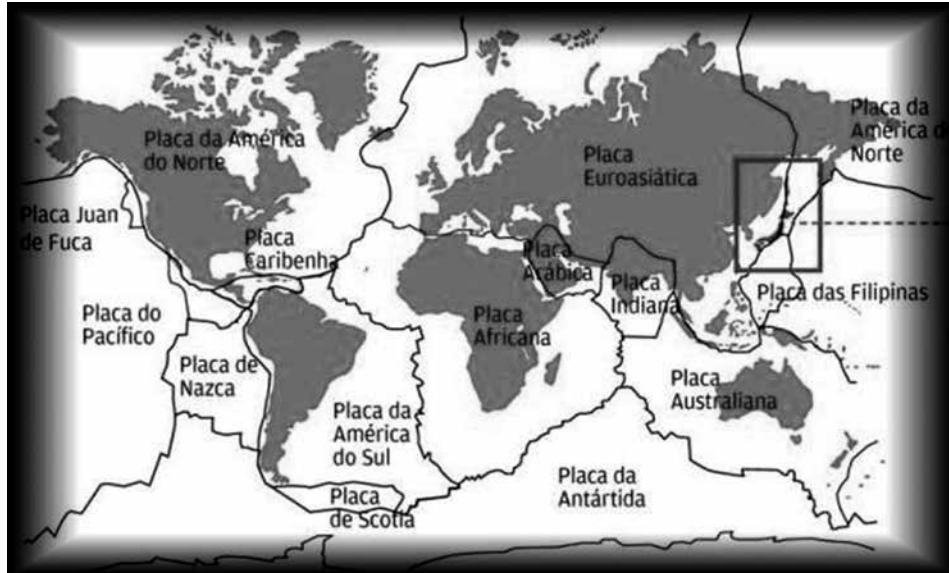 Placa da América
do Norte
Placa da
América d
Norte
Placa
Euroasiática
Placa Juan
de Fuca
Placa
Caribenha
Placa
Arábica
Placa
Indiana
Placa das Filipinas
Placa do
Pacífico
Placa
Africana
Placa de
Nazca
Placa
Australiana
Placa da
América
do Sul
Placa da
Antártida
Placa
de Scotia